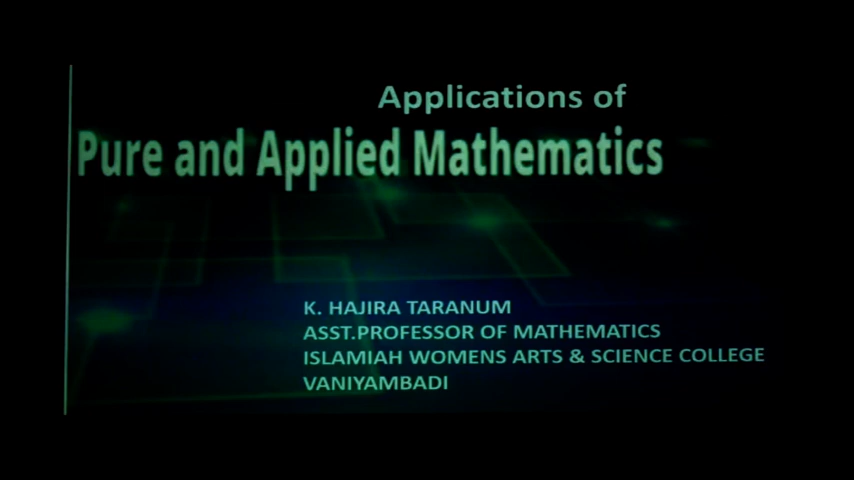 Applications of
Pure and Applied Mathematics
K. HAJIRA TARANUM
ASST.PROFESSOR OF MATHEMATICS
ISLAMIAH WOMENS ARTS & SCIENCE COLLEGE
VANIYAMBADI